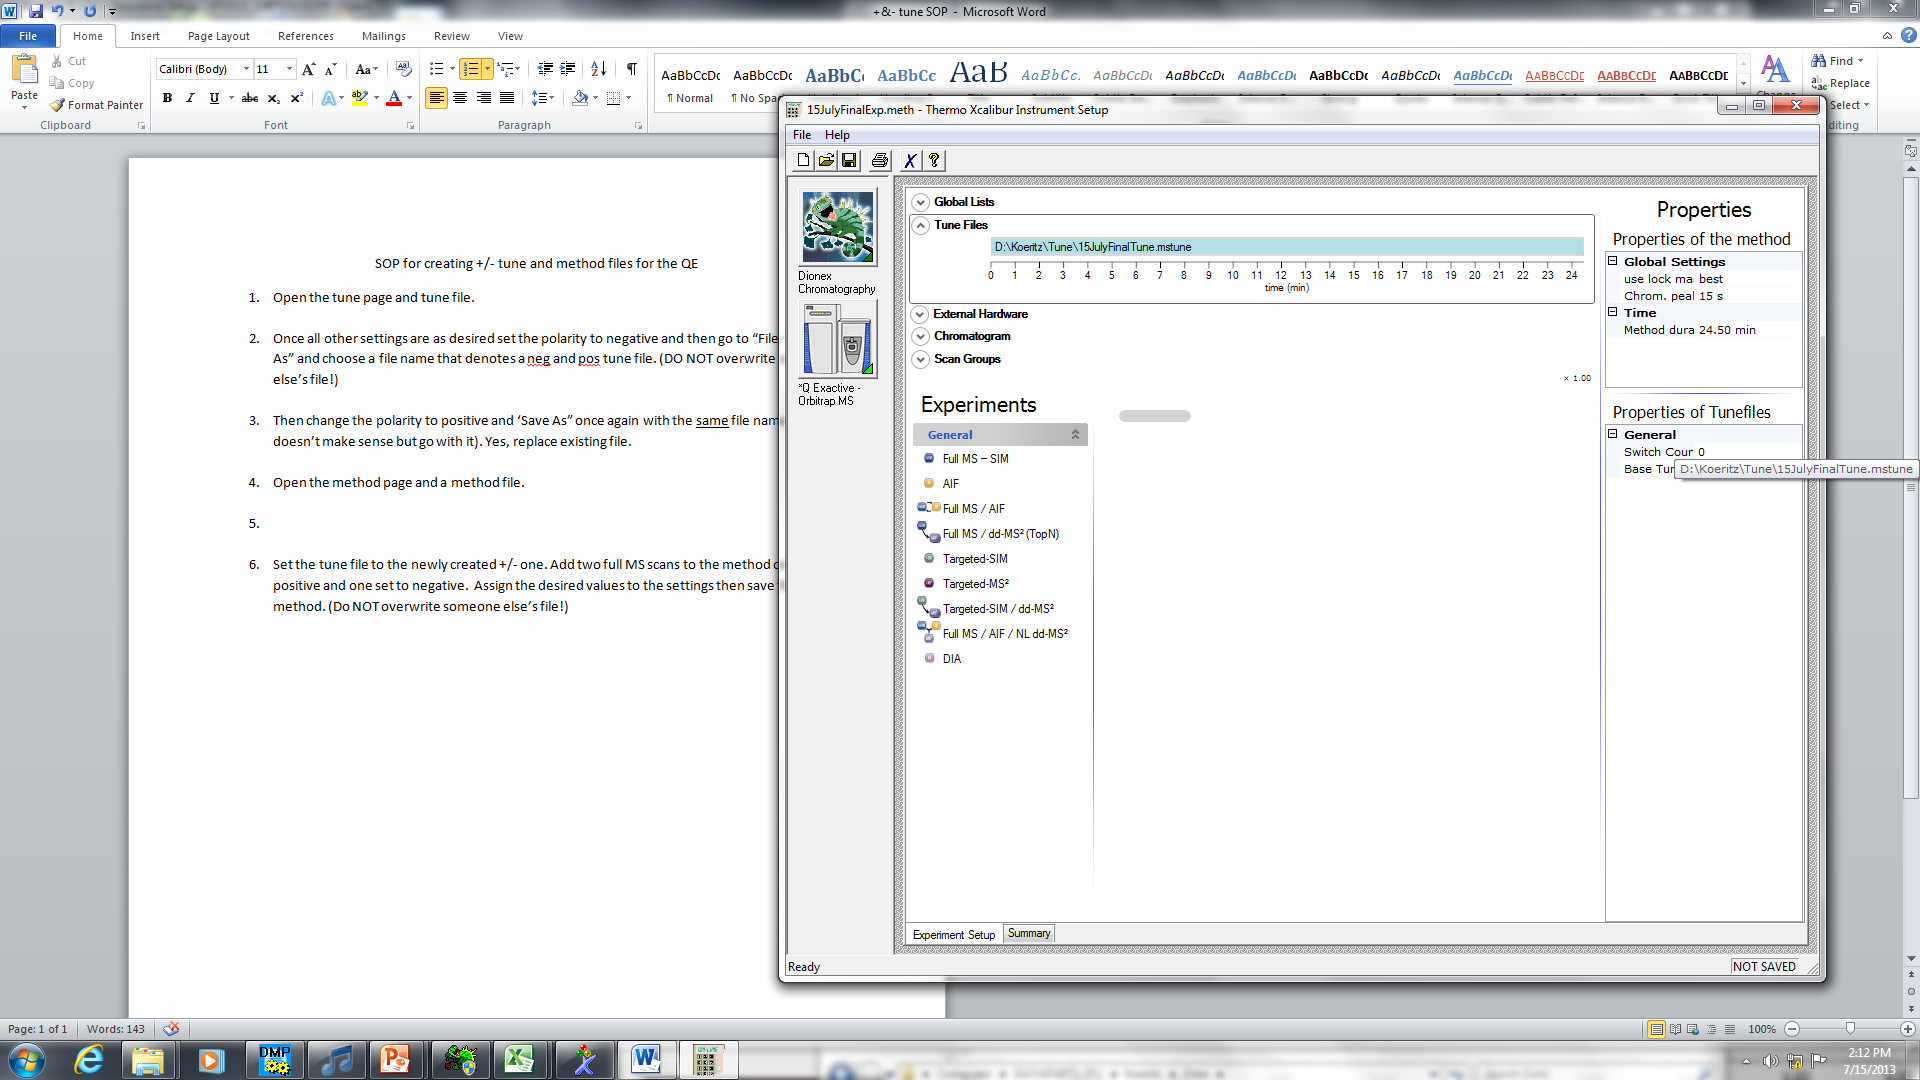 +&- tune SOP - Microsoft Word
File Home Insert Page Layout References Mailings Review View
Paste
Cut
Copy
Format Painter
Clipboard
Calibri (Body) 11
Font
Paragraph
AaBbCcDc AaBbCcDc AaBbC AaBbCc AaB AaBbCc. AaBbCcDc AaBbCcDc AaBbCcDc AaBbCcDc AaBbCcDc AaBbCcDc AABBCCDD AABBCCDD AABBCCDD
¶ Normal ¶ No Spa
Find
Replace
Select
diting
SOP for creating +/- tune and method files for the QE
1. Open the tune page and tune file.
2. Once all other settings are as desired set the polarity to negative and then go to “File
As” and choose a file name that denotes a neg and pos tune file. (DO NOT overwrite
else’s file!)
3. Then change the polarity to positive and ‘Save As” once again with the same file nam
doesn’t make sense but go with it). Yes, replace existing file.
4. Open the method page and a method file.
5.
6. Set the tune file to the newly created +/- one. Add two full MS scans to the method
positive and one set to negative. Assign the desired values to the settings then save
method. (Do NOT overwrite someone else’s file!)
15JulyFinalExp.meth - Thermo Xcalibur Instrument Setup
File Help
Dionex
Chromatography
*Q Exactive -
Orbitrap MS
Global Lists
Tune Files
D:\Koeritz\Tune\15JulyFinalTune.mstune
0 1 2 3 4 5 6 7 8 9 10 11 12 13 14 15 16 17 18 19 20 21 22 23 24
time (min)
External Hardware
Chromatogram
Scan Groups
× 1.00
Experiments
General
Full MS – SIM
AIF
Full MS / AIF
Full MS / dd-MS² (TopN)
Targeted-SIM
Targeted-MS²
Targeted-SIM / dd-MS²
Full MS / AIF / NL dd-MS²
DIA
Properties
Properties of the method
Global Settings
use lock ma best
Chrom. peal 15 s
Time
Method dura 24.50 min
Properties of Tunefiles
General
Switch Cour 0
Base Tur
D:\Koeritz\Tune\15JulyFinalTune.mstune
Experiment Setup Summary
Ready
NOT SAVED
Page: 1 of 1 Words: 143
100%
DMP
2:12 PM
7/15/2013